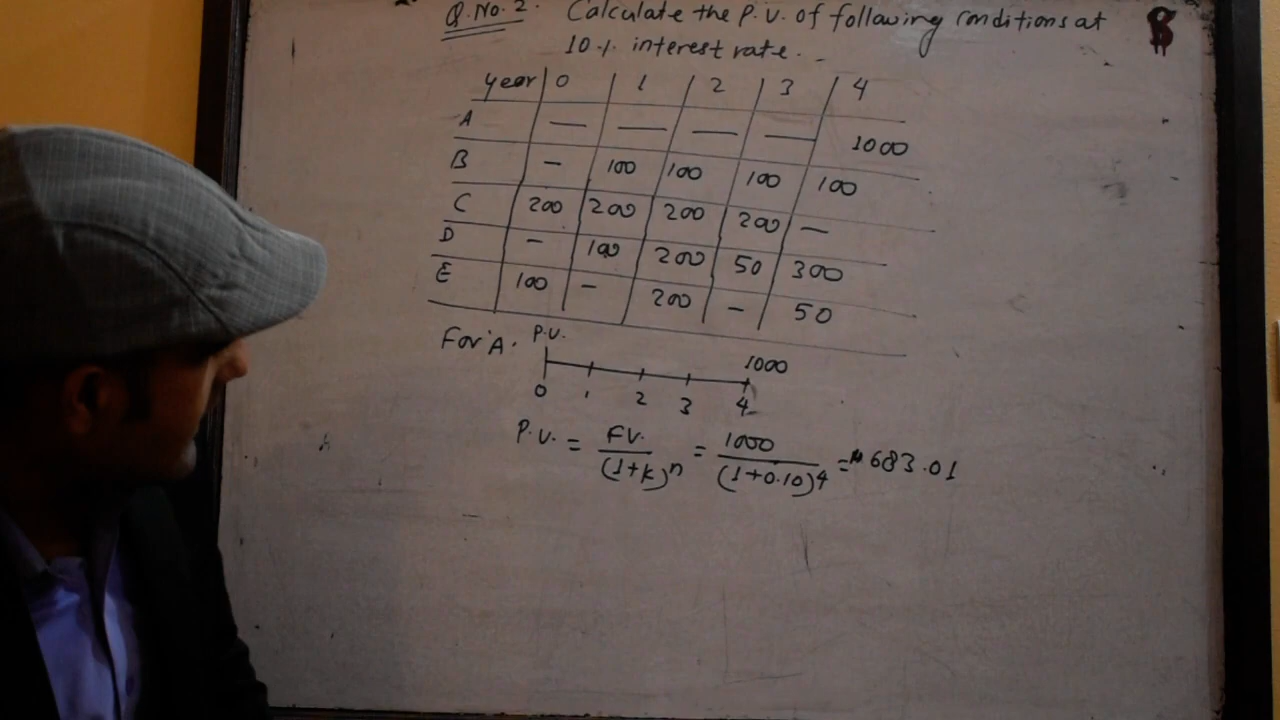 Q.No.2. Calculate the P.V. of following conditions at
10% interest rate.
B
year 0 1 2 3 4
A — — — — 1000
B - 100 100 100 100
C 200 200 200 200 —
D - 100 200 50 300
E 100 - 200 - 50
For A. P.V. 1000
0 1 2 3 4
P.V. = FV. / (1+k)^n = 1000 / (1+0.10)^4 = 683.01